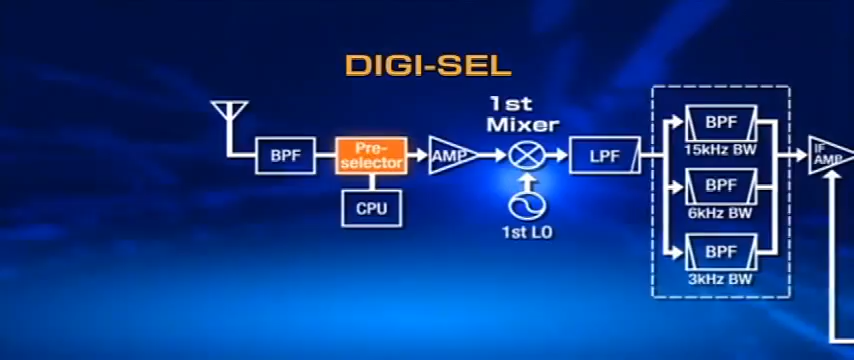 DIGI-SEL
1st
Mixer
BPF
Pre-
selector
AMP
LPF
BPF
15kHz BW
BPF
6kHz BW
BPF
3kHz BW
IF
AMP
CPU
1st LO